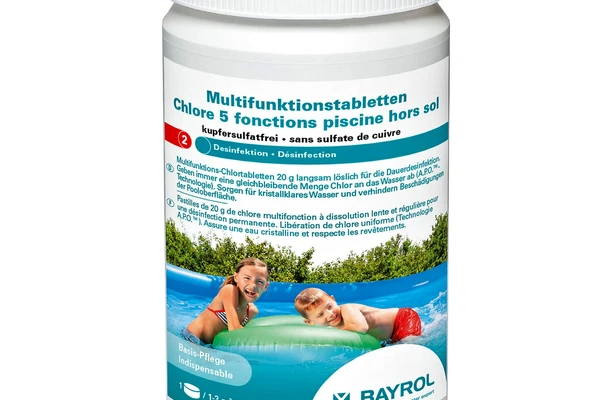 Multifunktionstabletten
Chlore 5 fonctions piscine hors sol
kupfersulfatfrei • sans sulfate de cuivre
2
Desinfektion • Désinfection
D Multifunktions-Chlortabletten 20 g langsam löslich für die Dauerdesinfektion.
Geben immer eine gleichbleibende Menge Chlor an das Wasser ab (A.P.O.™-
Technologie). Sorgen für kristallklares Wasser und verhindern Beschädigungen
der Pooloberfläche.
F Pastilles de 20 g de chlore multifonction à dissolution lente et régulière pour
une désinfection permanente. Libération de chlore uniforme (Technologie
A.P.O.™). Assure une eau cristalline et respecte les revêtements.
Basis-Pflege
Indispensable
1
BAYROL